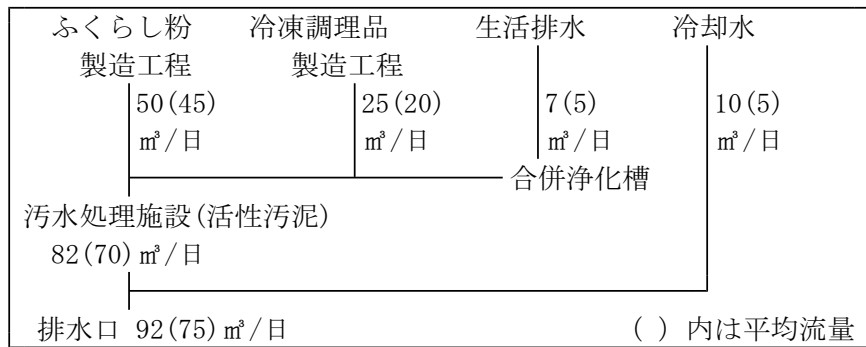 ふくらし粉 冷凍調理品 生活排水 冷却水
製造工程 製造工程
50(45) 25(20) 7(5) 10(5)
㎥/日 ㎥/日 ㎥/日 ㎥/日
合併浄化槽
汚水処理施設(活性汚泥)
82(70)㎥/日
排水口 92(75)㎥/日 ( )内は平均流量